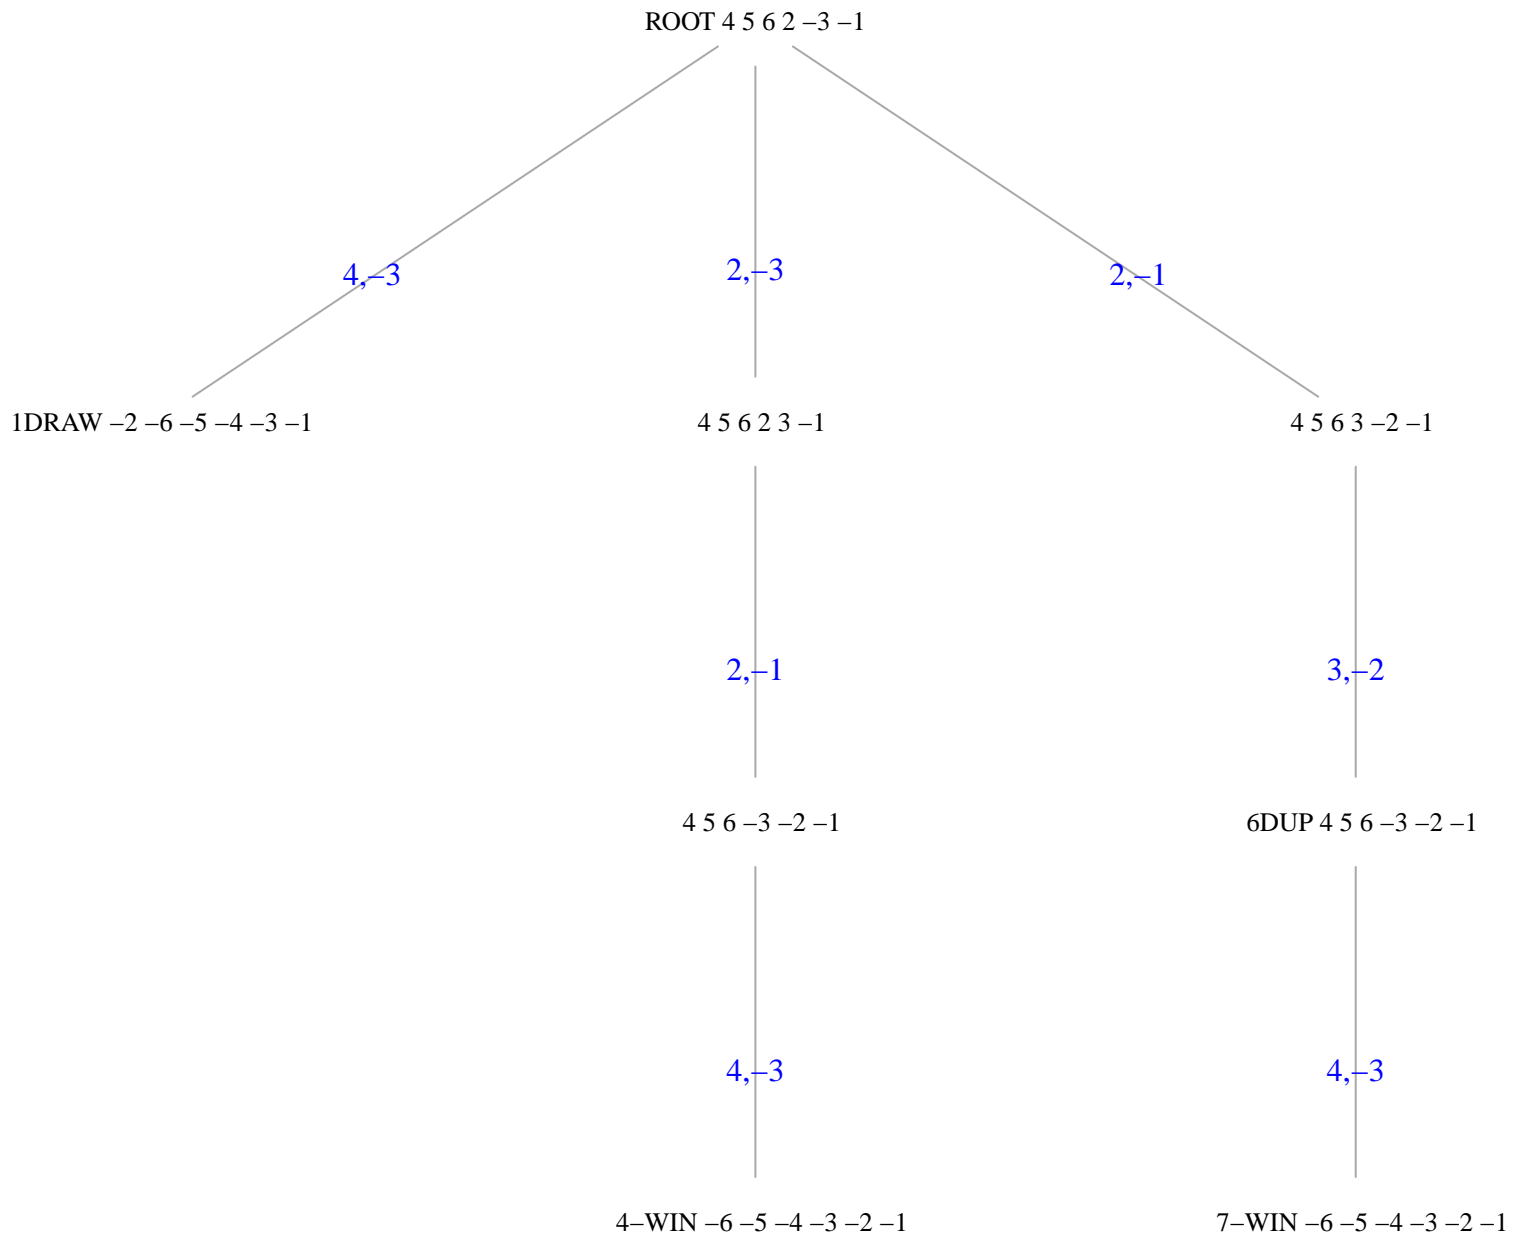 ROOT 4 5 6 2 –3 –1
4,–3
2,–3
2,–1
1DRAW –2 –6 –5 –4 –3 –1
4 5 6 2 3 –1
4 5 6 3 –2 –1
2,–1
3,–2
4 5 6 –3 –2 –1
6DUP 4 5 6 –3 –2 –1
4,–3
4,–3
4–WIN –6 –5 –4 –3 –2 –1
7–WIN –6 –5 –4 –3 –2 –1